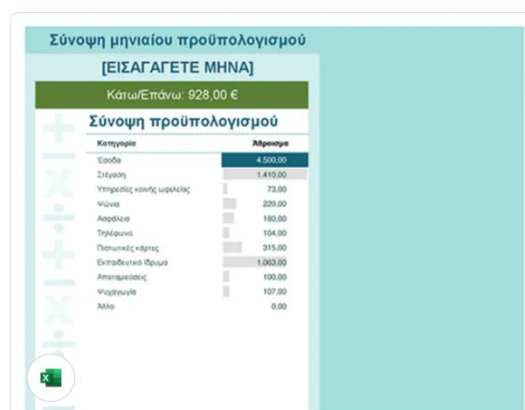 Σύνοψη μηνιαίου προϋπολογισμού
[ΕΙΣΑΓΑΓΕΤΕ ΜΗΝΑ]
Κάτω/Επάνω: 928,00 €
Σύνοψη προϋπολογισμού
Κατηγορία Άθροισμα
Έσοδα 4.500,00
Στέγαση 1.410,00
Υπηρεσίες κοινής ωφελείας 73,00
Ψώνια 220,00
Ασφάλεια 180,00
Τηλέφωνο 104,00
Πιστωτικές κάρτες 315,00
Εκπαιδευτικό ίδρυμα 1.063,00
Αποταμιεύσεις 100,00
Ψυχαγωγία 107,00
Άλλο 0,00